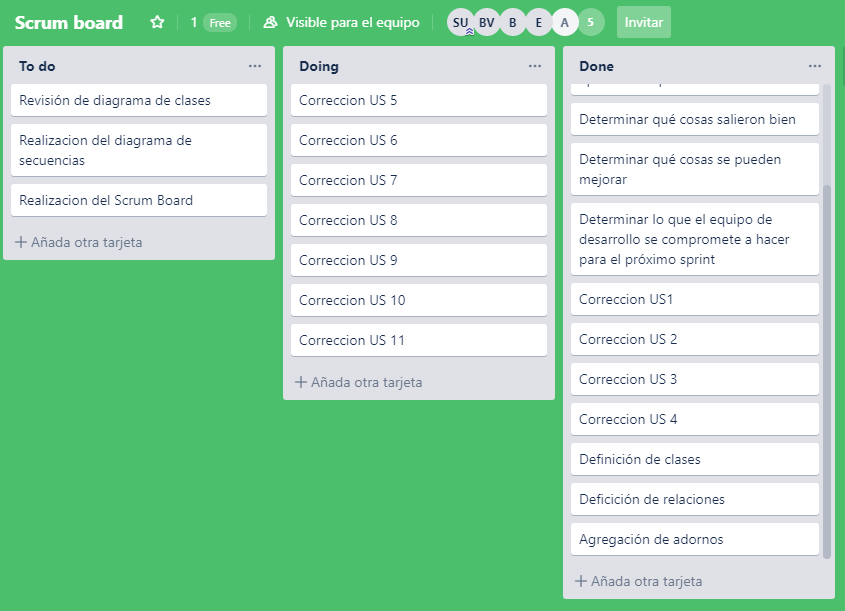 Scrum board
1 Free
Visible para el equipo
SU BV B E A 5
Invitar
To do
Revisión de diagrama de clases
Realizacion del diagrama de
secuencias
Realizacion del Scrum Board
+ Añada otra tarjeta
Doing
Correccion US 5
Correccion US 6
Correccion US 7
Correccion US 8
Correccion US 9
Correccion US 10
Correccion US 11
+ Añada otra tarjeta
Done
Determinar qué cosas salieron bien
Determinar qué cosas se pueden
mejorar
Determinar lo que el equipo de
desarrollo se compromete a hacer
para el próximo sprint
Correccion US1
Correccion US 2
Correccion US 3
Correccion US 4
Definición de clases
Deficición de relaciones
Agregación de adornos
+ Añada otra tarjeta